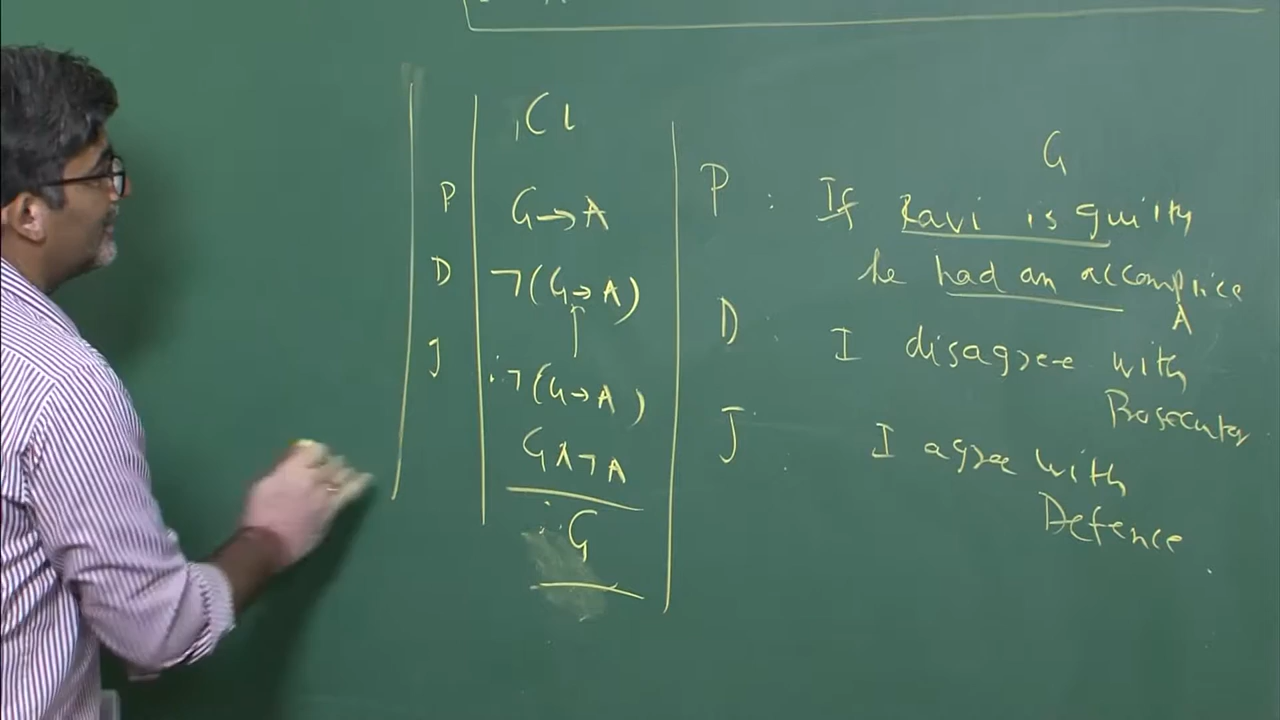 CL
P G→A
D ¬(G→A)
J ∴ ¬(G→A)
G∧¬A
∴ G
G
P : If Ravi is guilty
he had an accomplice
A
D : I disagree with
Prosecutor
J : I agree with
Defence